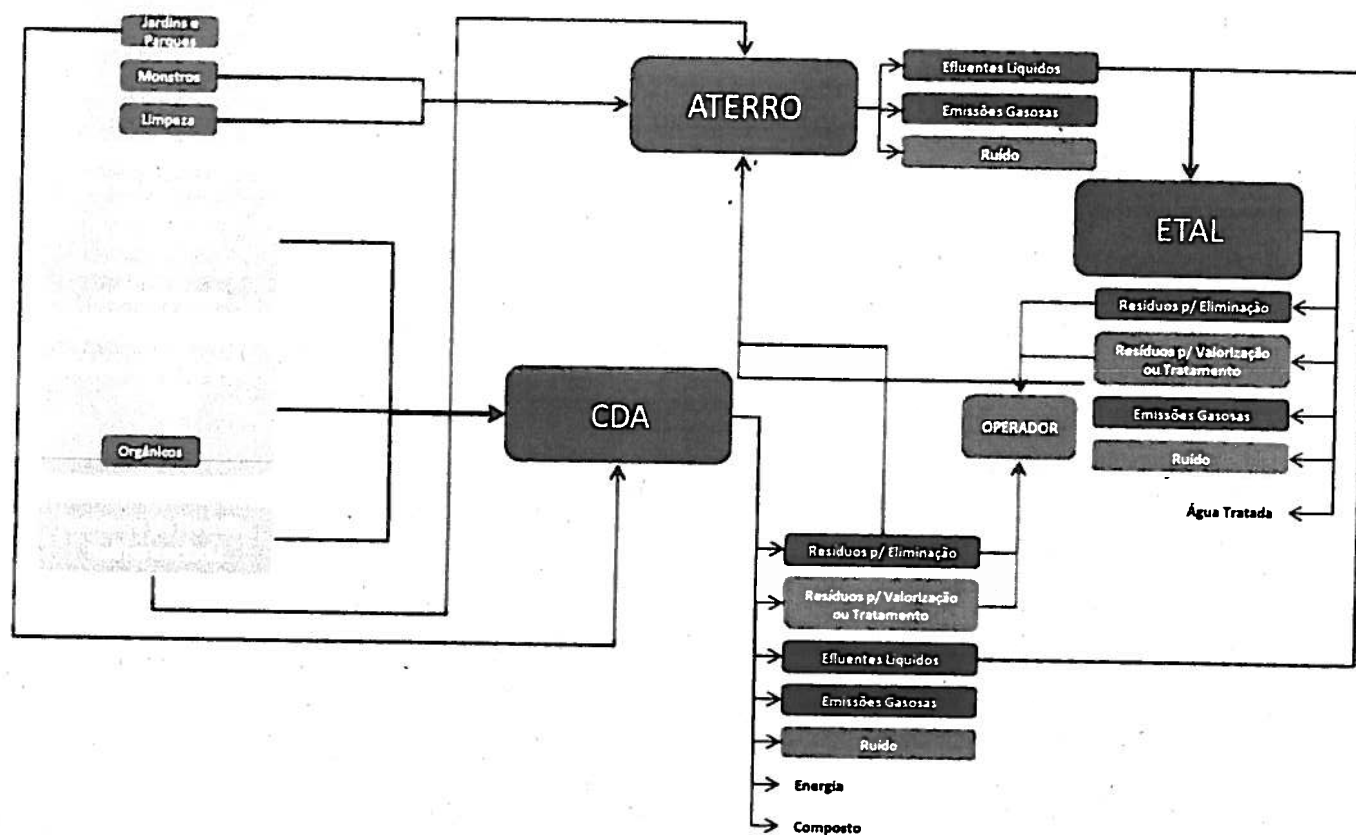 Jardins e
Parques
Monstros
Limpeza
Orgânicos
ATERRO
Efluentes Líquidos
Emissões Gasosas
Ruído
ETAL
Resíduos p/ Eliminação
Resíduos p/ Valorização
ou Tratamento
Emissões Gasosas
Ruído
Água Tratada
CDA
OPERADOR
Resíduos p/ Eliminação
Resíduos p/ Valorização
ou Tratamento
Efluentes Líquidos
Emissões Gasosas
Ruído
Energia
Composto